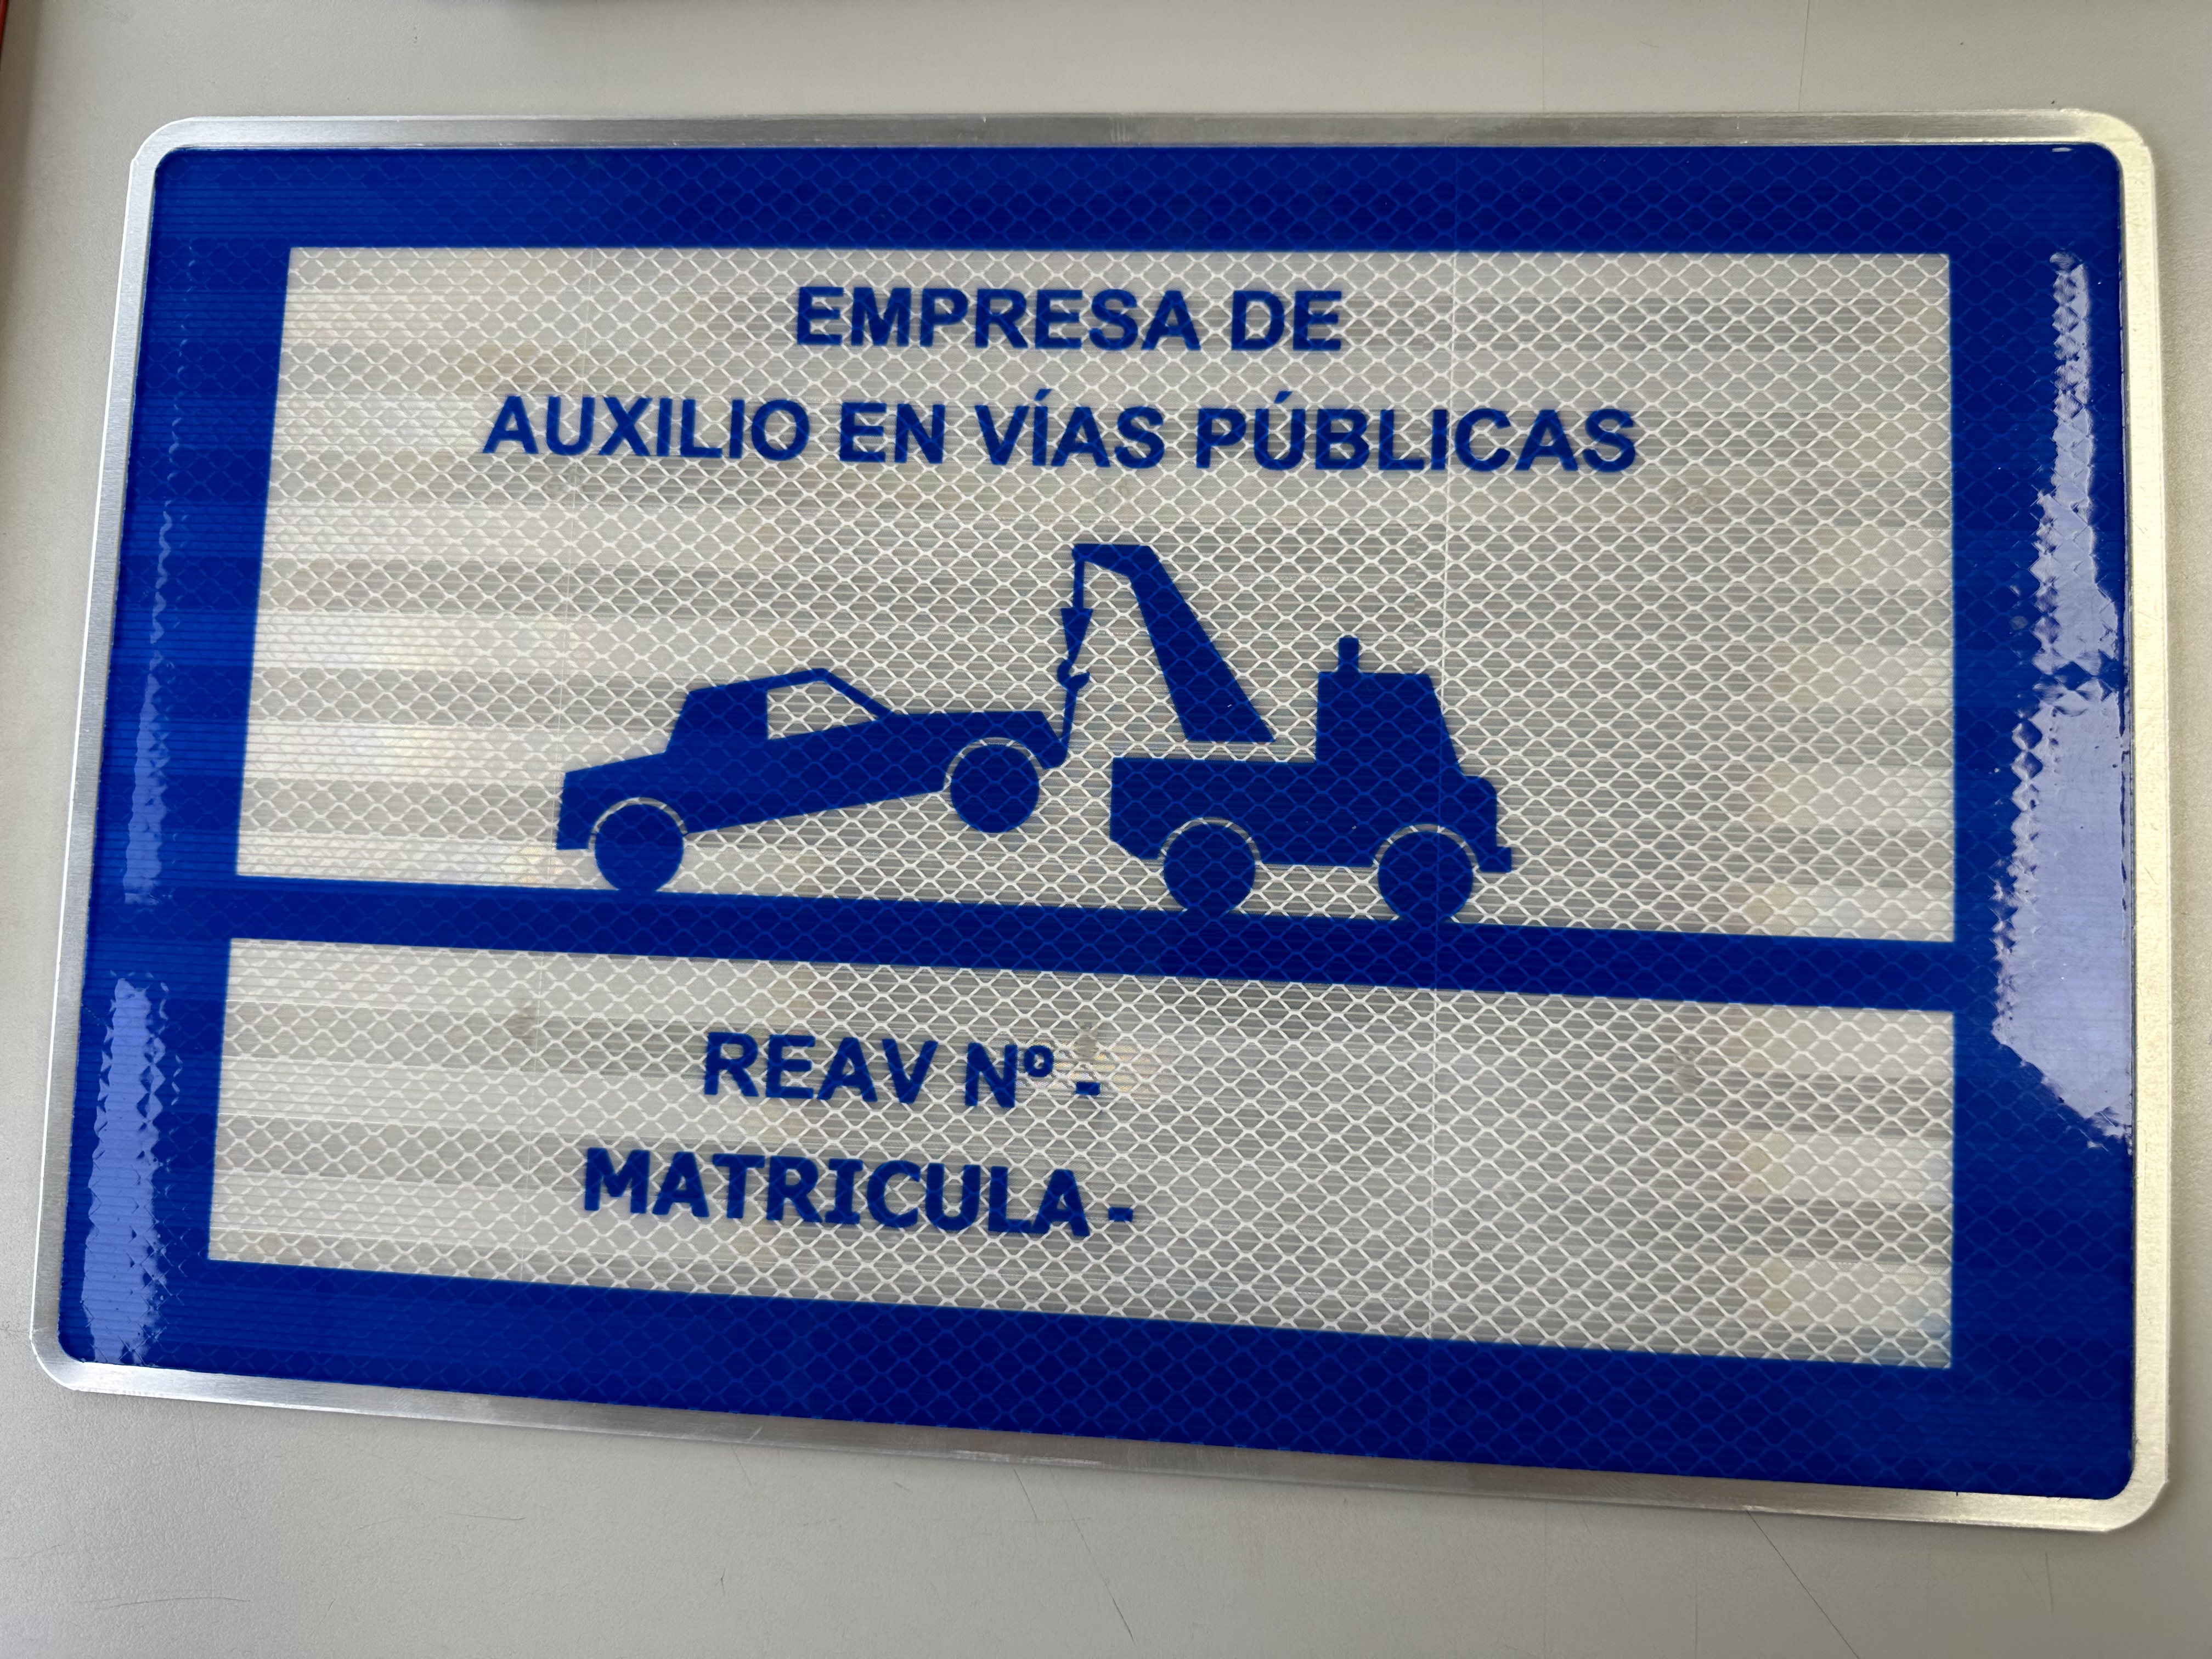 EMPRESA DE
AUXILIO EN VÍAS PÚBLICAS
REAV Nº -
MATRICULA -